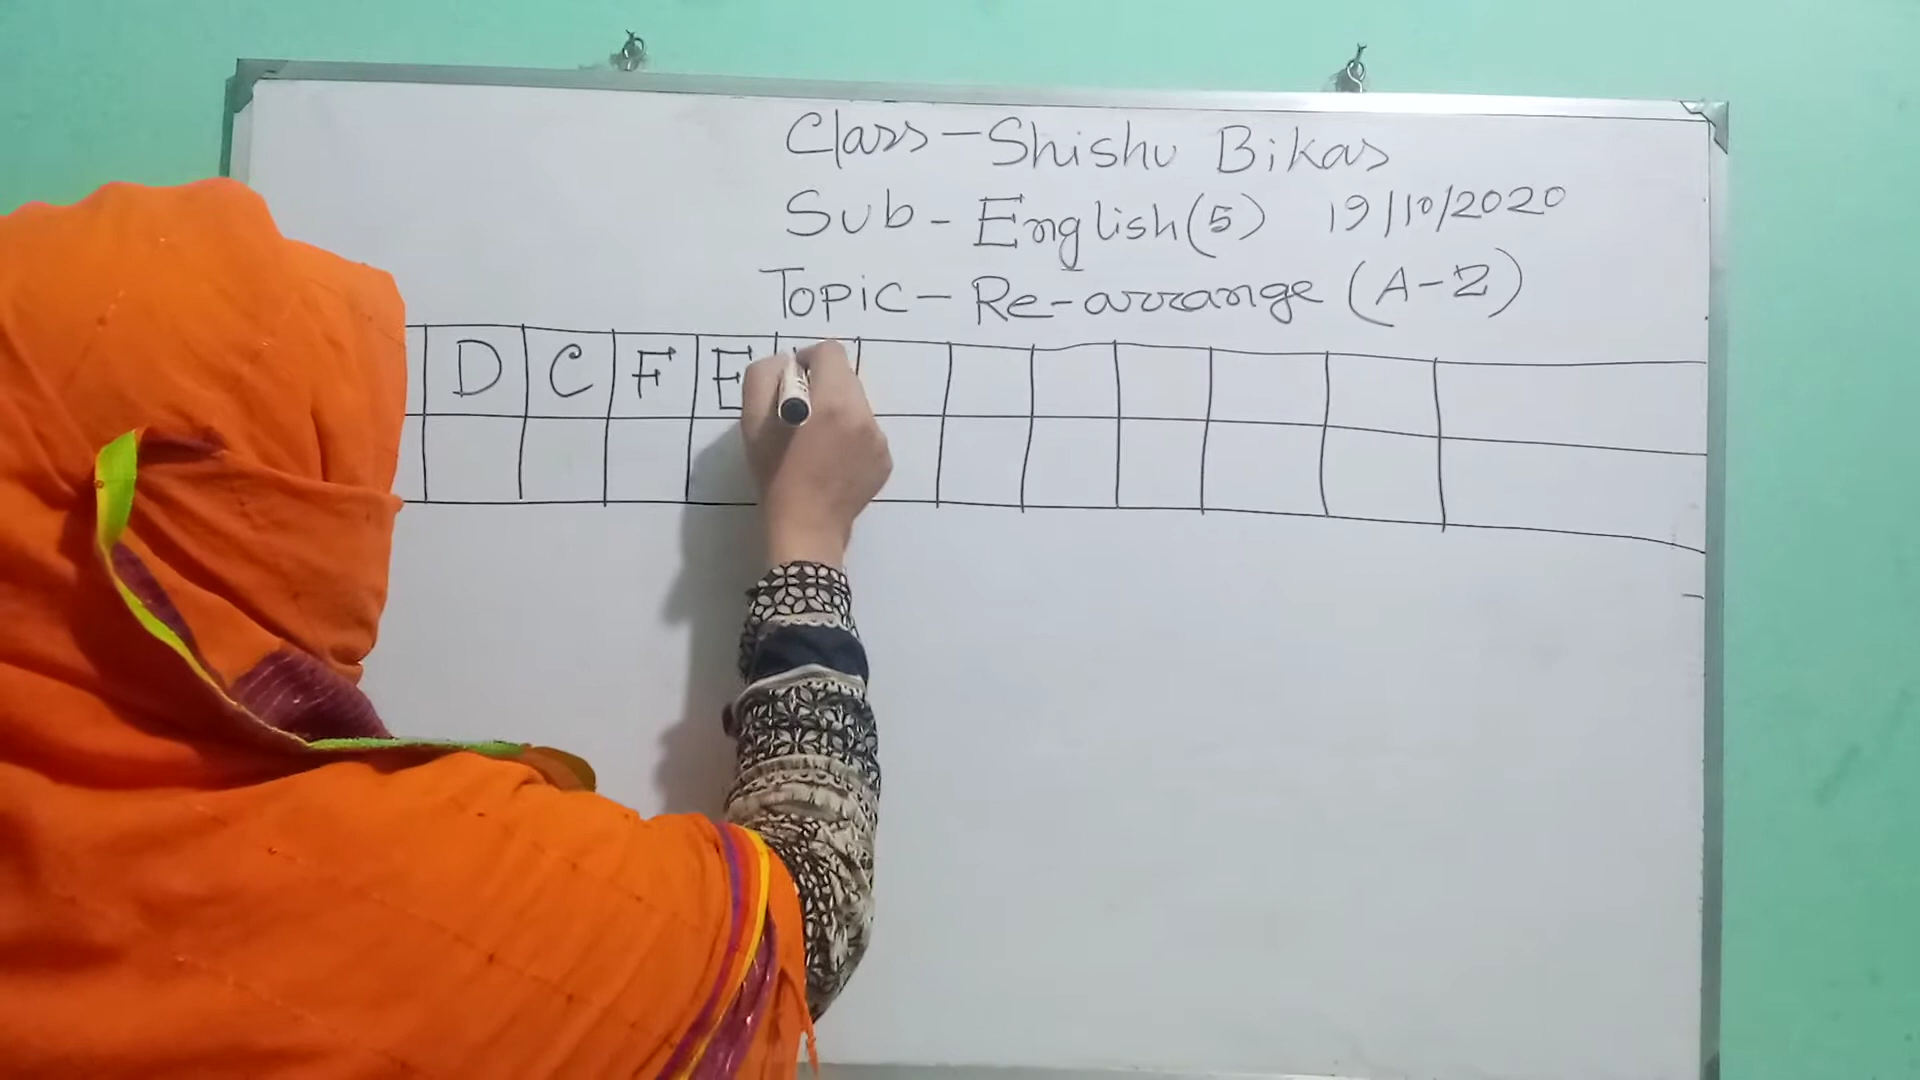 Class - Shishu Bikas
Sub - English (5) 19/10/2020
Topic - Re-arrange (A-Z)
D C F E